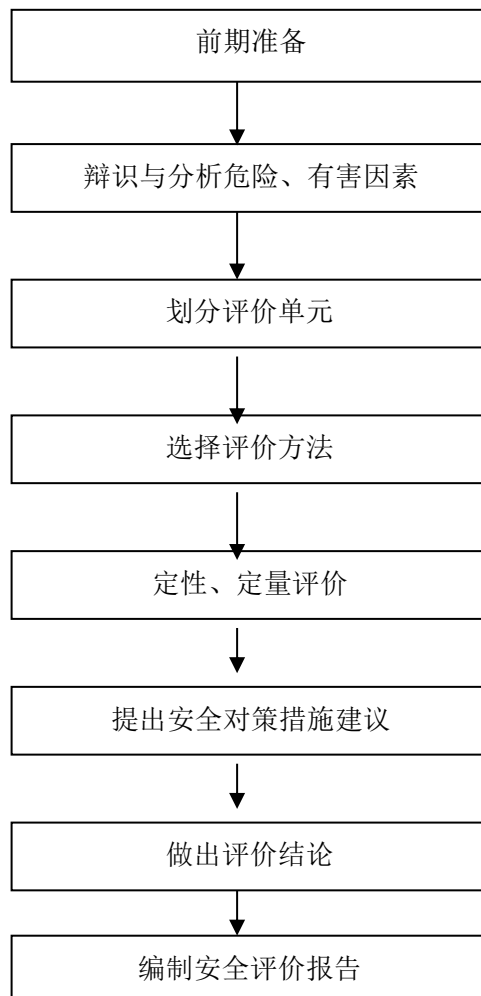 前期准备
辩识与分析危险、有害因素
划分评价单元
选择评价方法
定性、定量评价
提出安全对策措施建议
做出评价结论
编制安全评价报告